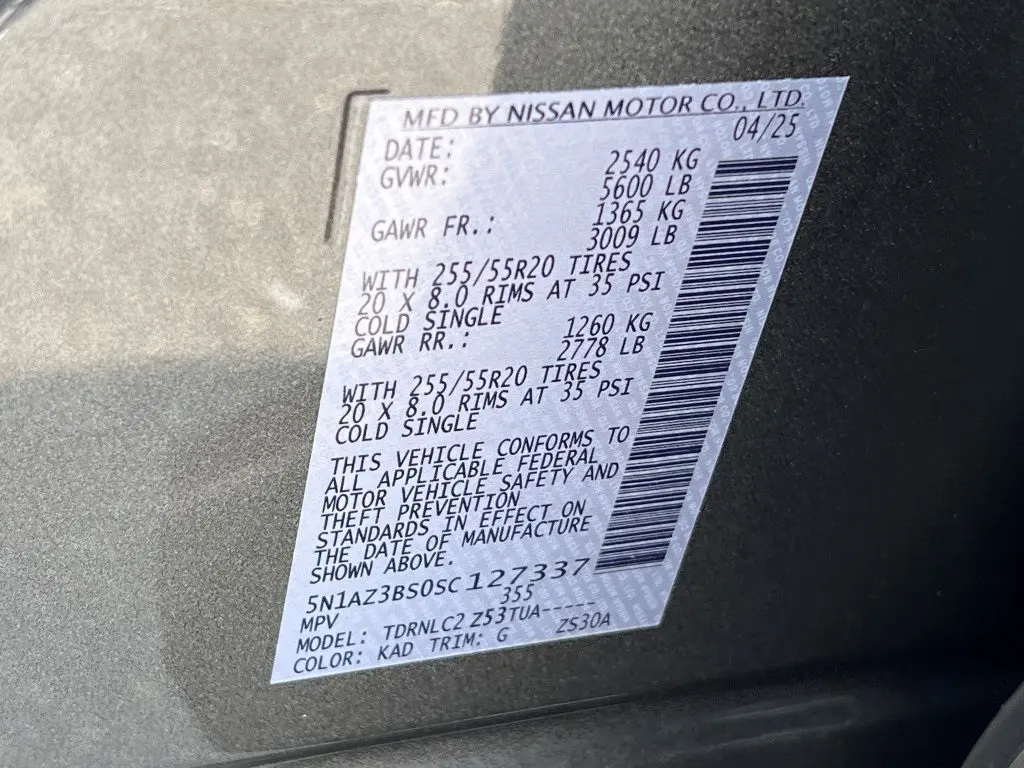 MFD BY NISSAN MOTOR CO., LTD.
DATE: 04/25
GVWR: 2540 KG
5600 LB
GAWR FR.: 1365 KG
3009 LB
WITH 255/55R20 TIRES
20 X 8.0 RIMS AT 35 PSI
COLD SINGLE
GAWR RR.: 1260 KG
2778 LB
WITH 255/55R20 TIRES
20 X 8.0 RIMS AT 35 PSI
COLD SINGLE
THIS VEHICLE CONFORMS TO
ALL APPLICABLE FEDERAL
MOTOR VEHICLE SAFETY AND
THEFT PREVENTION
STANDARDS IN EFFECT ON
THE DATE OF MANUFACTURE
SHOWN ABOVE.
5N1AZ3BS0SC127337
MPV 355
MODEL: TDRNLC2 Z53TUA-----
COLOR: KAD TRIM: G ZS30A